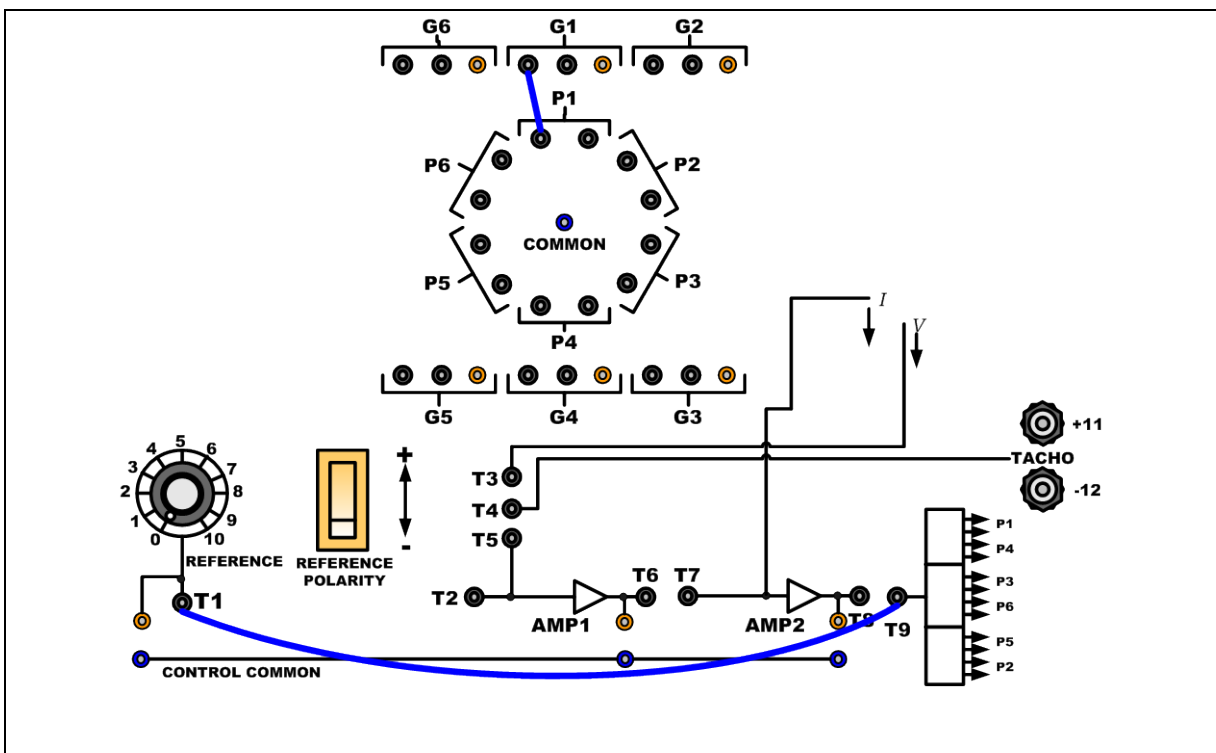 G6 G1 G2
P1
P6 P2
COMMON
P5 P3
P4
I
V
G5 G4 G3
+11
TACHO
-12
0 1 2 3 4 5 6 7 8 9 10
REFERENCE
+
-
REFERENCE
POLARITY
T3
T4
T5
T1
T2
AMP1
T6
T7
AMP2
T8
T9
P1
P4
P3
P6
P5
P2
CONTROL COMMON